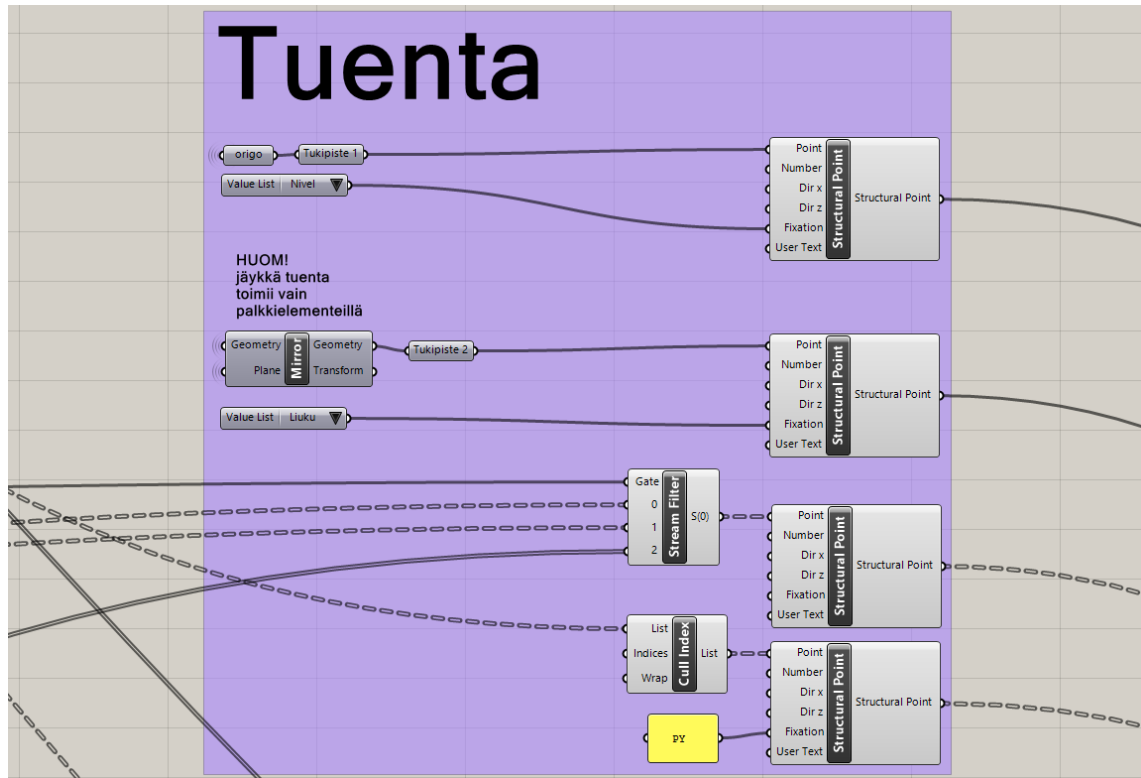 Tuenta
origo
Tukipiste 1
Value List Nivel
Point
Number
Dir x
Dir z
Fixation
User Text
Structural Point
Structural Point
HUOM!
jäykkä tuenta
toimii vain
palkkielementeillä
Geometry
Plane
Mirror
Geometry
Transform
Tukipiste 2
Value List Liuku
Point
Number
Dir x
Dir z
Fixation
User Text
Structural Point
Structural Point
Gate
0
1
2
Stream Filter
S(0)
Point
Number
Dir x
Dir z
Fixation
User Text
Structural Point
Structural Point
List
Indices
Wrap
Cull Index
List
PY
Point
Number
Dir x
Dir z
Fixation
User Text
Structural Point
Structural Point